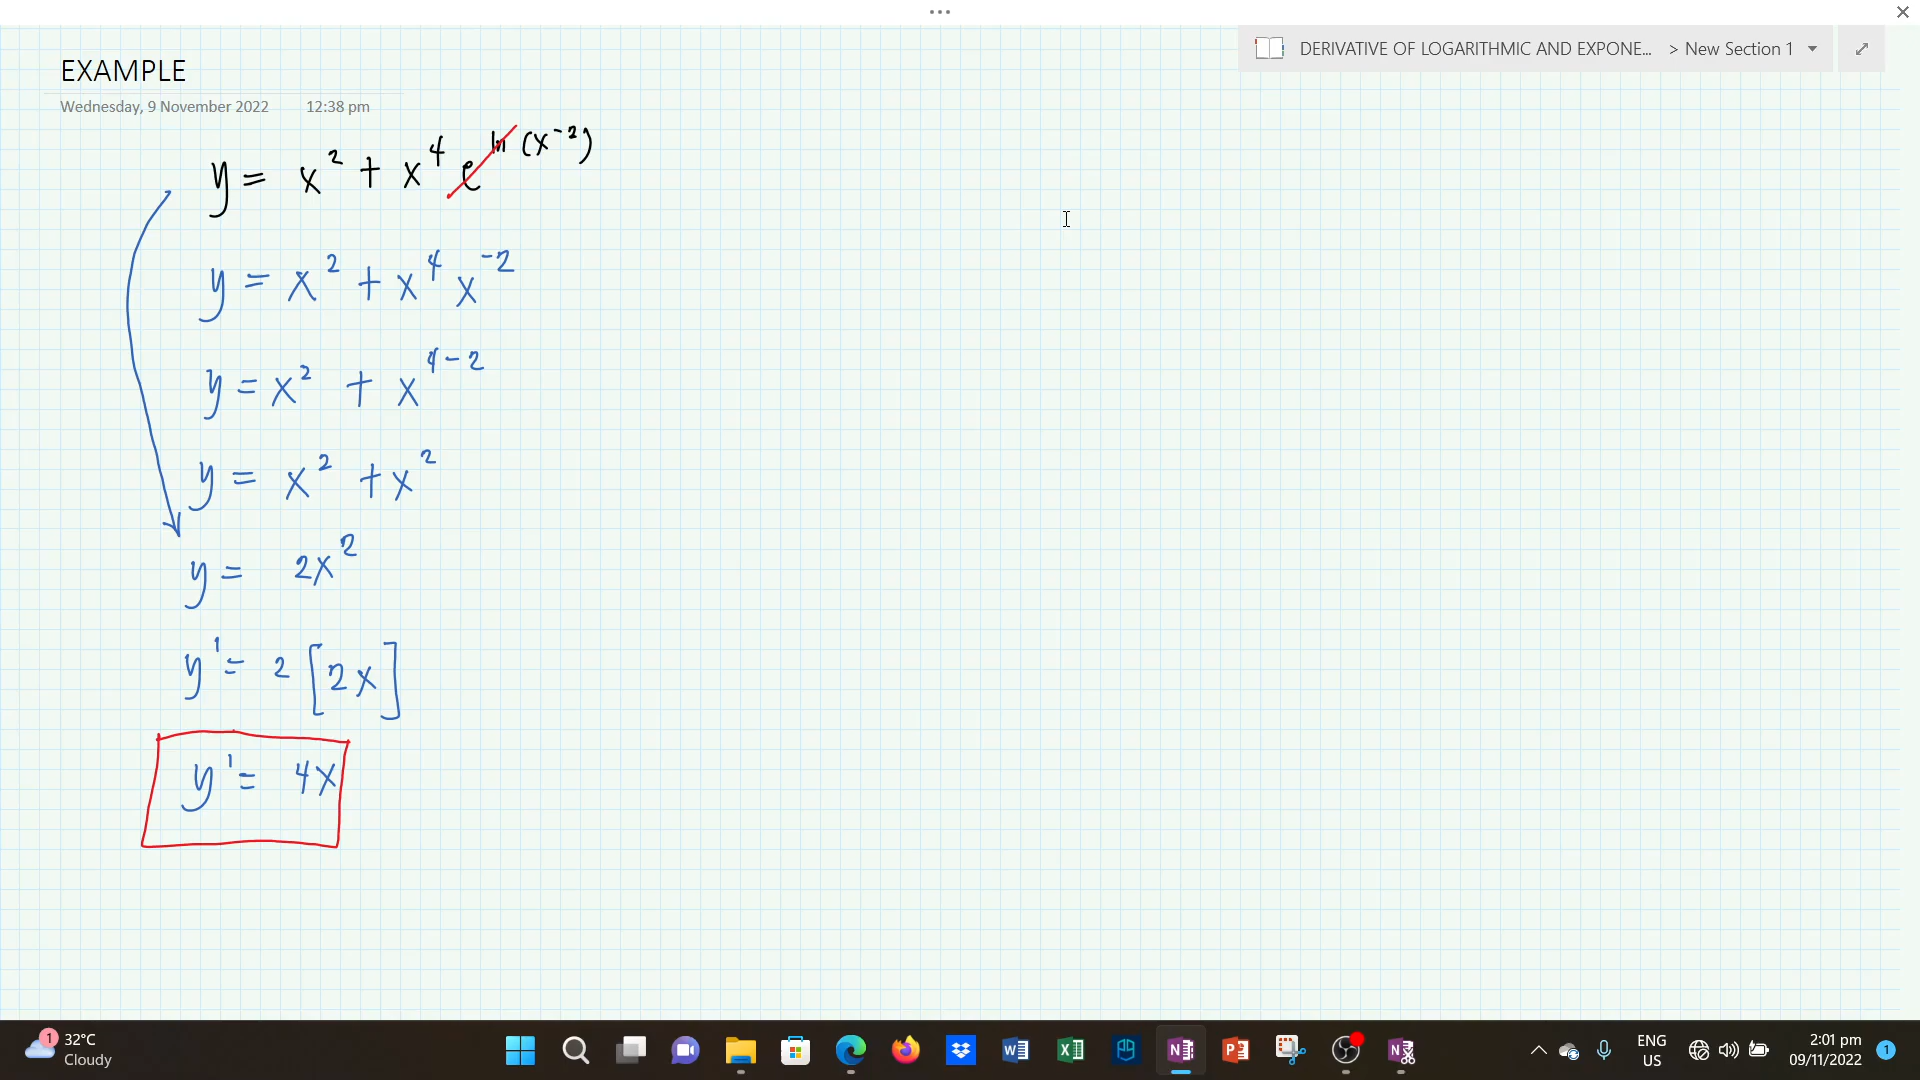 DERIVATIVE OF LOGARITHMIC AND EXPONE... > New Section 1
EXAMPLE
Wednesday, 9 November 2022 12:38 pm
y = x² + x⁴ e^ln(x⁻²)
y = x² + x⁴ x⁻²
y = x² + x⁴⁻²
y = x² + x²
y = 2x²
y' = 2 [2x]
y' = 4x
1
32°C
Cloudy
ENG
US
2:01 pm
09/11/2022
1